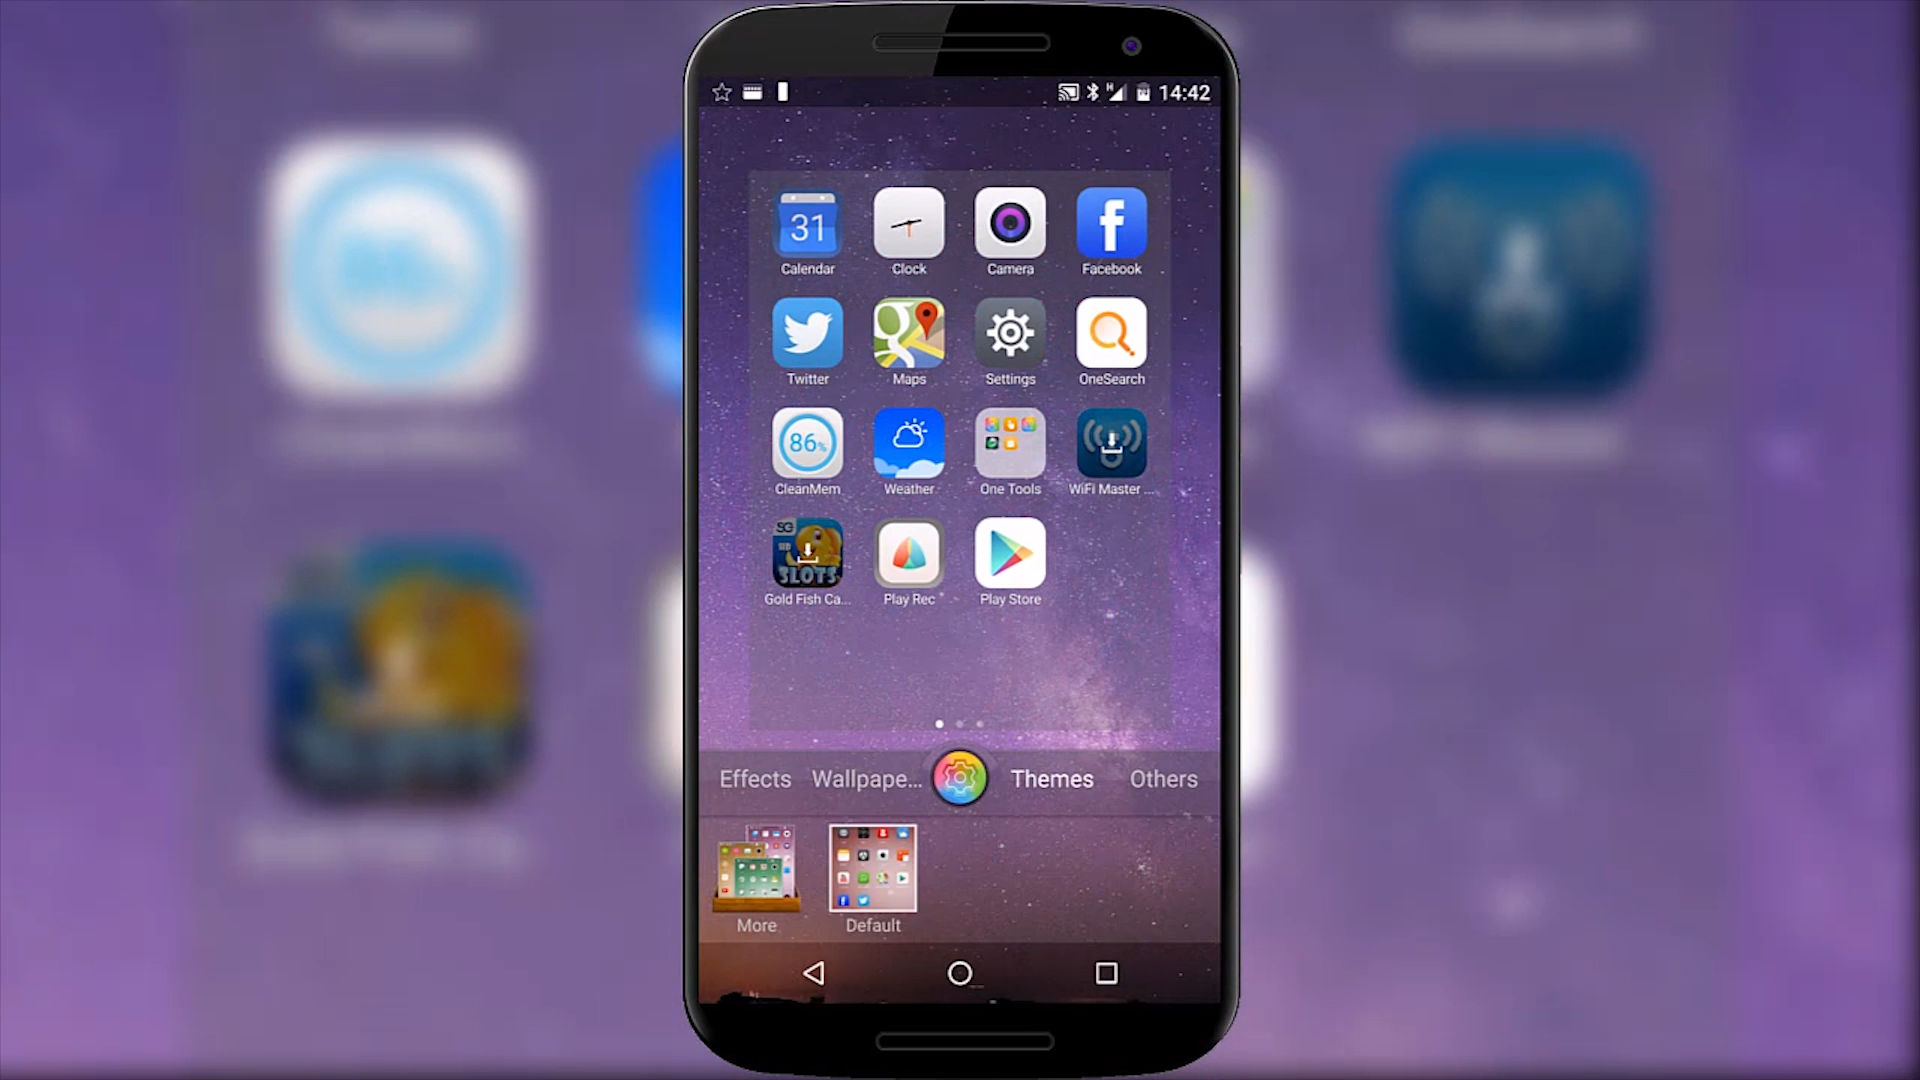 14:42
31
Calendar Clock Camera Facebook
Twitter Maps Settings OneSearch
86%
CleanMem Weather One Tools WiFi Master ...
SG
SLOTS
Gold Fish Ca... Play Rec Play Store
Effects Wallpape... Themes Others
More Default